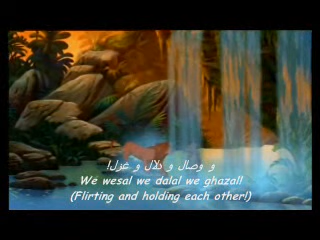 و وصال و دلال و غزل!
We wesal we dalal we ghazal!
(Flirting and holding each other!)